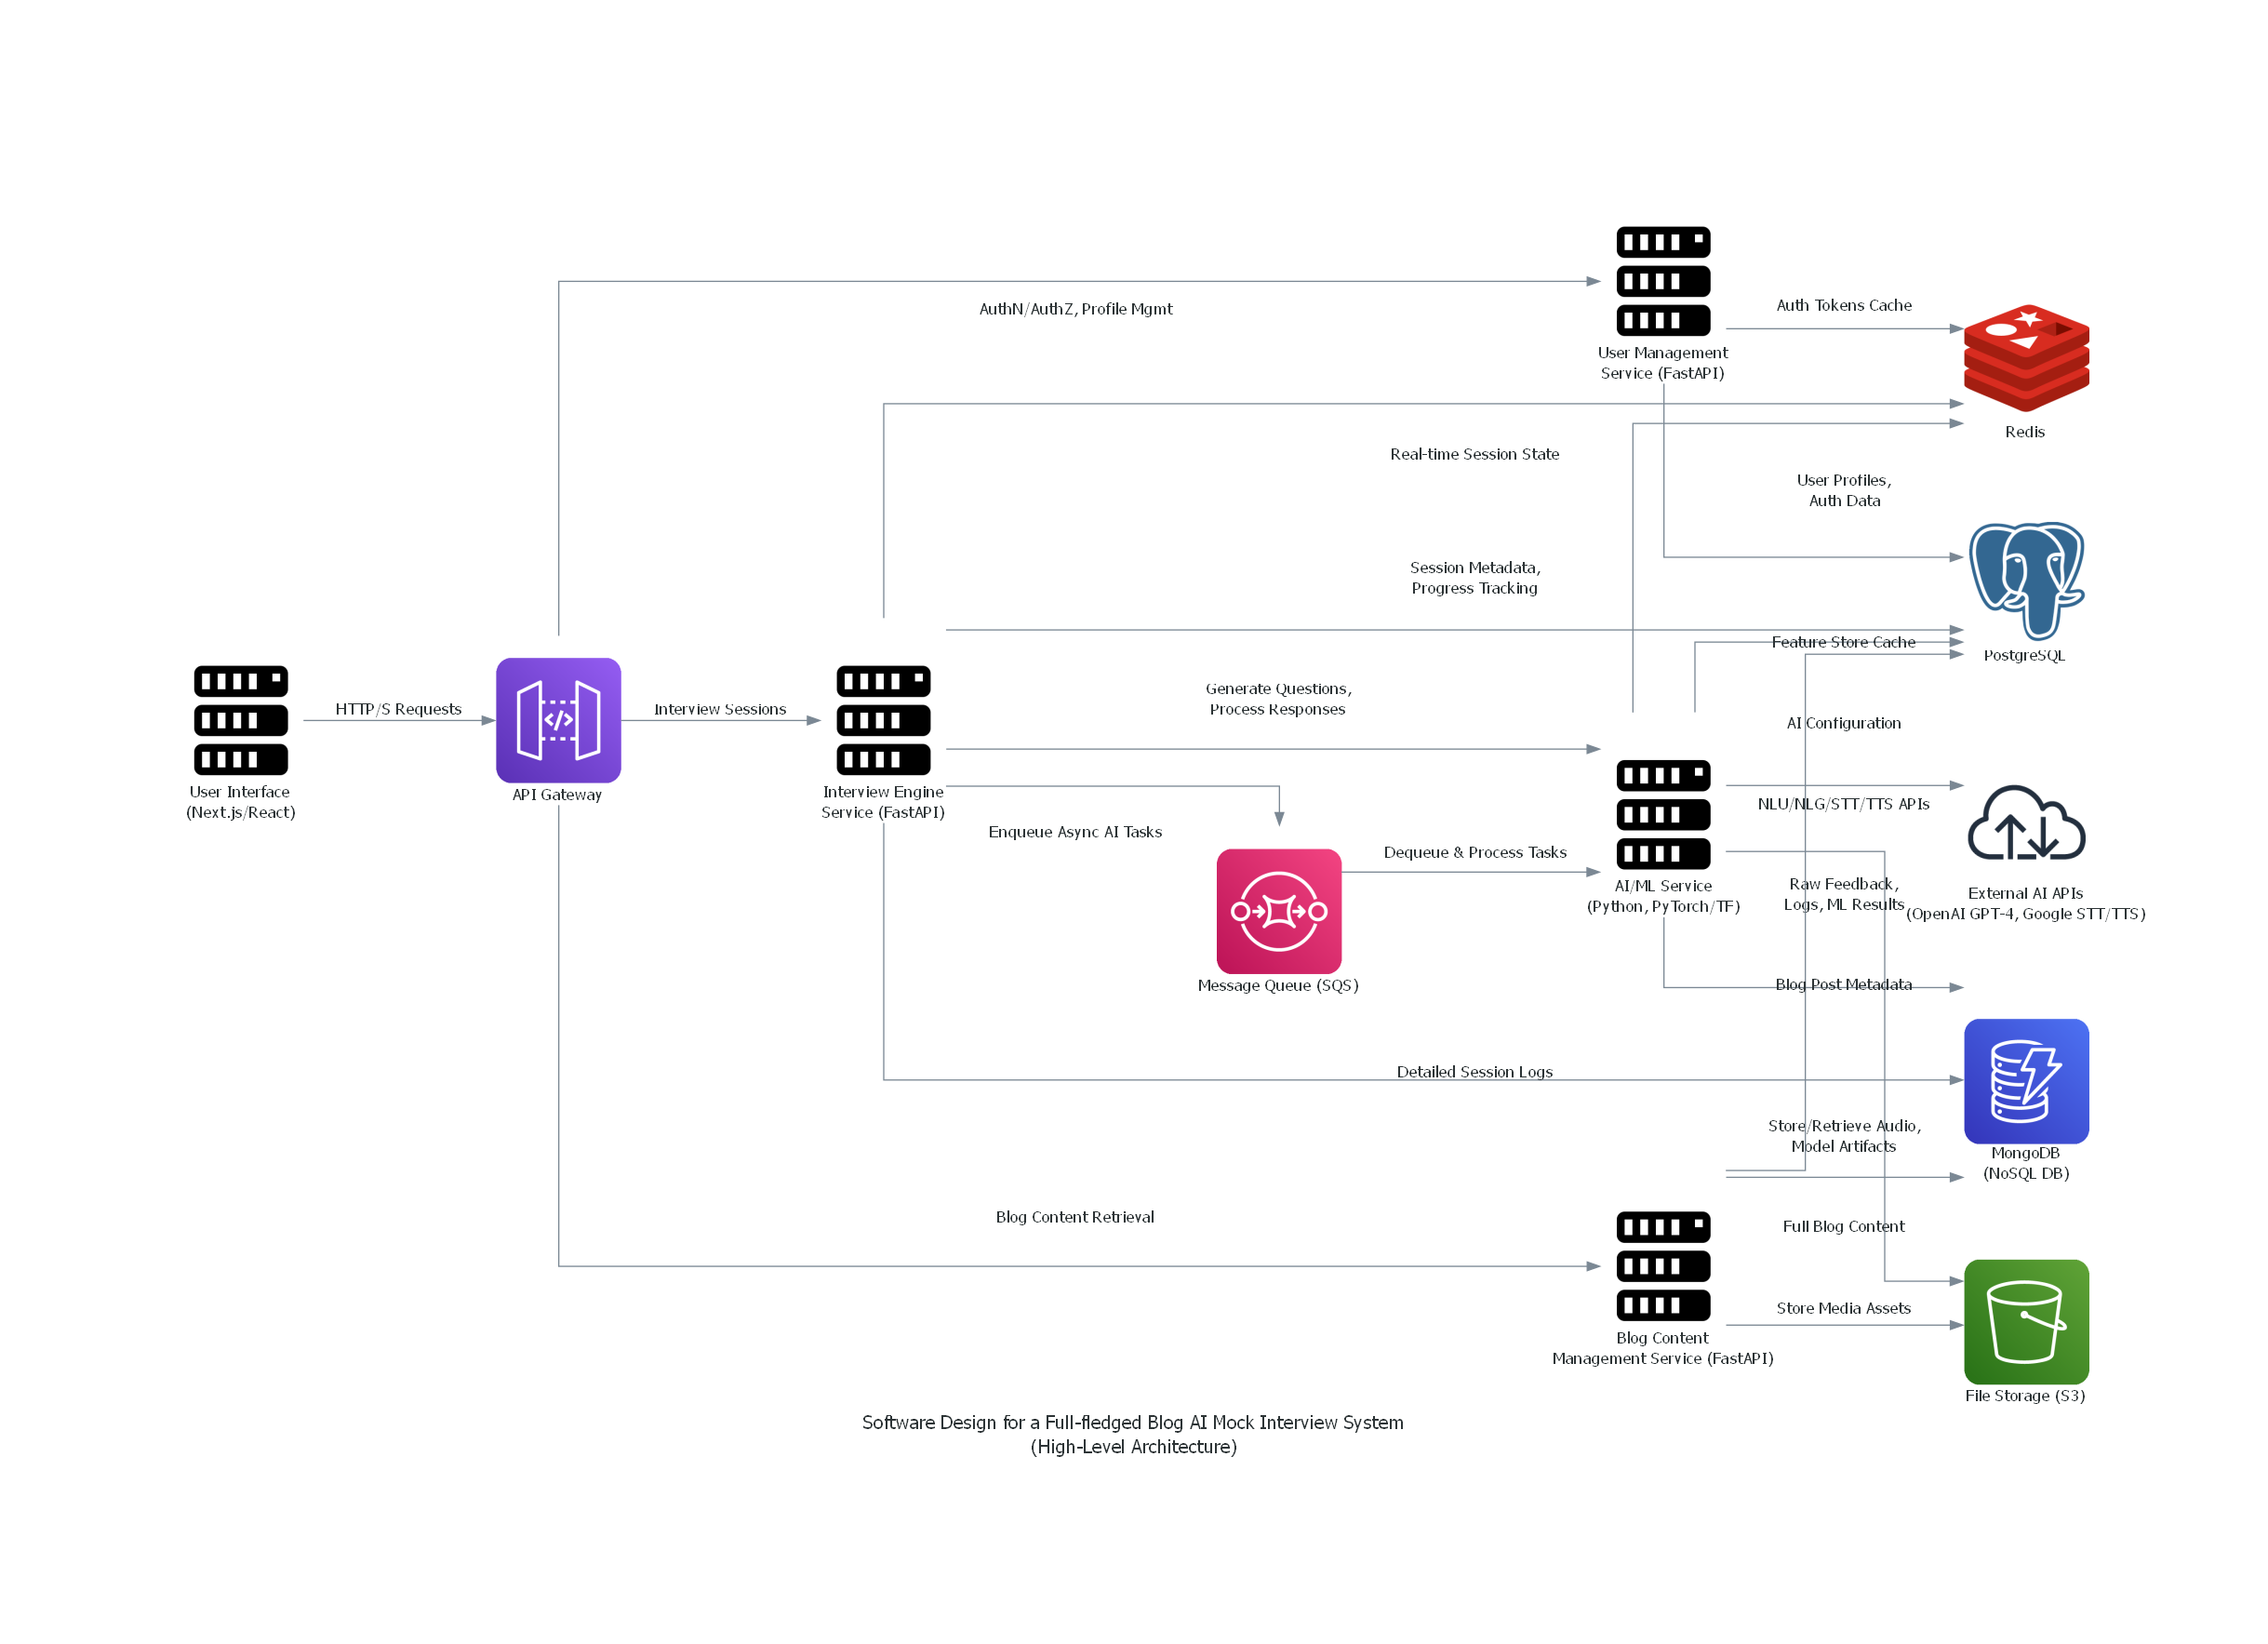 User Management
Service (FastAPI)
AuthN/AuthZ, Profile Mgmt
Auth Tokens Cache
Redis
Real-time Session State
User Profiles,
Auth Data
Session Metadata,
Progress Tracking
Feature Store Cache
PostgreSQL
Generate Questions,
Process Responses
HTTP/S Requests
Interview Sessions
AI Configuration
User Interface
(Next.js/React)
API Gateway
Interview Engine
Service (FastAPI)
NLU/NLG/STT/TTS APIs
Enqueue Async AI Tasks
Dequeue & Process Tasks
AI/ML Service
(Python, PyTorch/TF)
Raw Feedback,
Logs, ML Results
External AI APIs
(OpenAI GPT-4, Google STT/TTS)
Message Queue (SQS)
Blog Post Metadata
Detailed Session Logs
Store/Retrieve Audio,
Model Artifacts
MongoDB
(NoSQL DB)
Blog Content Retrieval
Full Blog Content
Store Media Assets
Blog Content
Management Service (FastAPI)
File Storage (S3)
Software Design for a Full-fledged Blog AI Mock Interview System
(High-Level Architecture)